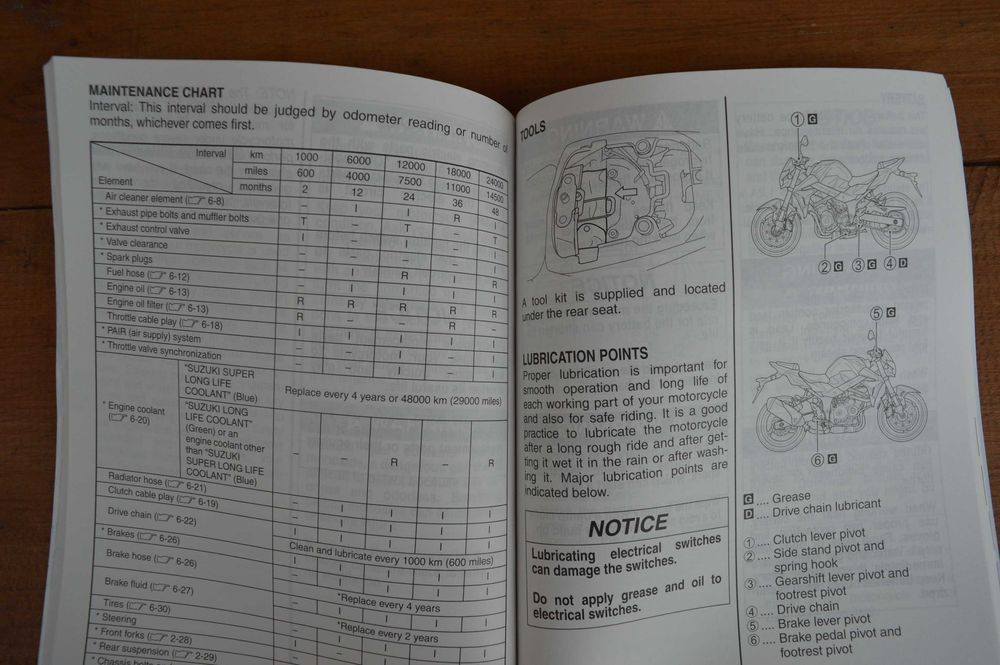 MAINTENANCE CHART
Interval: This interval should be judged by odometer reading or number of
months, whichever comes first.
Interval km 1000 6000 12000 18000 24000
miles 600 4000 7500 11000 14500
Element months 2 12 24 36 48
Air cleaner element (☞ 6-8) – I I R I
* Exhaust pipe bolts and muffler bolts T – T – T
* Exhaust control valve I – I – I
* Valve clearance – – – – I
* Spark plugs – I R I R
Fuel hose (☞ 6-12) – I I I I
Engine oil (☞ 6-13) R R R R R
Engine oil filter (☞ 6-13) R – – R –
Throttle cable play (☞ 6-18) I I I I I
* PAIR (air supply) system – – I – I
* Throttle valve synchronization – – I – I
* Engine coolant
(☞ 6-20)
"SUZUKI SUPER
LONG LIFE
COOLANT" (Blue)
Replace every 4 years or 48000 km (29000 miles)
"SUZUKI LONG
LIFE COOLANT"
(Green) or an
engine coolant other
than "SUZUKI
SUPER LONG LIFE
COOLANT" (Blue)
– – R – R
Radiator hose (☞ 6-21) – I I I I
Clutch cable play (☞ 6-19) – I I I I
Drive chain (☞ 6-22) I I I I I
Clean and lubricate every 1000 km (600 miles)
* Brakes (☞ 6-26) I I I I I
Brake hose (☞ 6-26) – I I I I
*Replace every 4 years
Brake fluid (☞ 6-27) – I I I I
*Replace every 2 years
Tires (☞ 6-30)
* Steering
* Front forks (☞ 2-28)
* Rear suspension (☞ 2-29)
* Chassis bolts
TOOLS
A tool kit is supplied and located
under the rear seat.
LUBRICATION POINTS
Proper lubrication is important for
smooth operation and long life of
each working part of your motorcycle
and also for safe riding. It is a good
practice to lubricate the motorcycle
after a long rough ride and after get-
ting it wet it in the rain or after wash-
ing it. Major lubrication points are
indicated below.
NOTICE
Lubricating electrical switches
can damage the switches.
Do not apply grease and oil to
electrical switches.
① G
② G ③ G ④ D
⑤ G
⑥ G
G .... Grease
D .... Drive chain lubricant
① .... Clutch lever pivot
② .... Side stand pivot and
spring hook
③ .... Gearshift lever pivot and
footrest pivot
④ .... Drive chain
⑤ .... Brake lever pivot
⑥ .... Brake pedal pivot and
footrest pivot